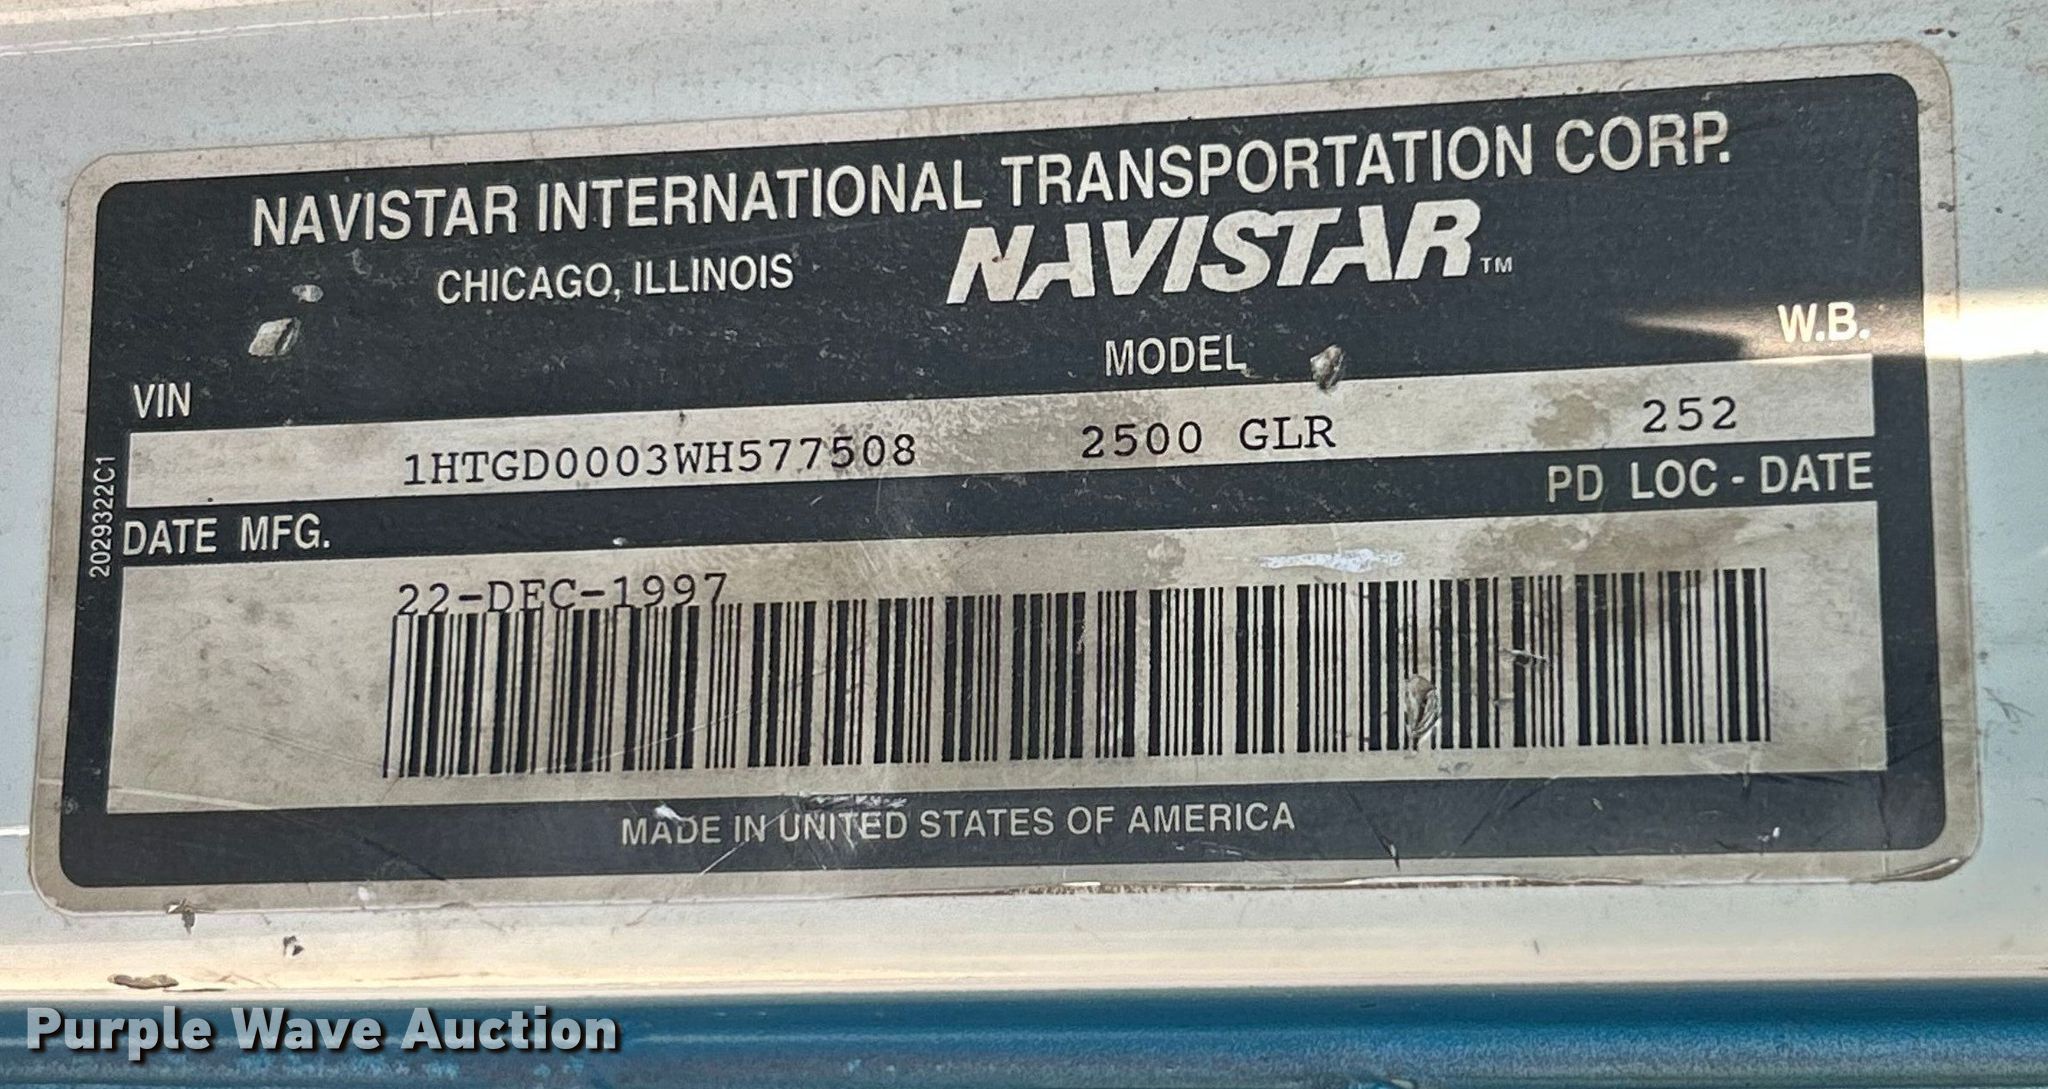 NAVISTAR INTERNATIONAL TRANSPORTATION CORP.
CHICAGO, ILLINOIS NAVISTAR™
VIN MODEL W.B.
1HTGD0003WH577508 2500 GLR 252
DATE MFG. PD LOC - DATE
22-DEC-1997
2029322C1
MADE IN UNITED STATES OF AMERICA
Purple Wave Auction